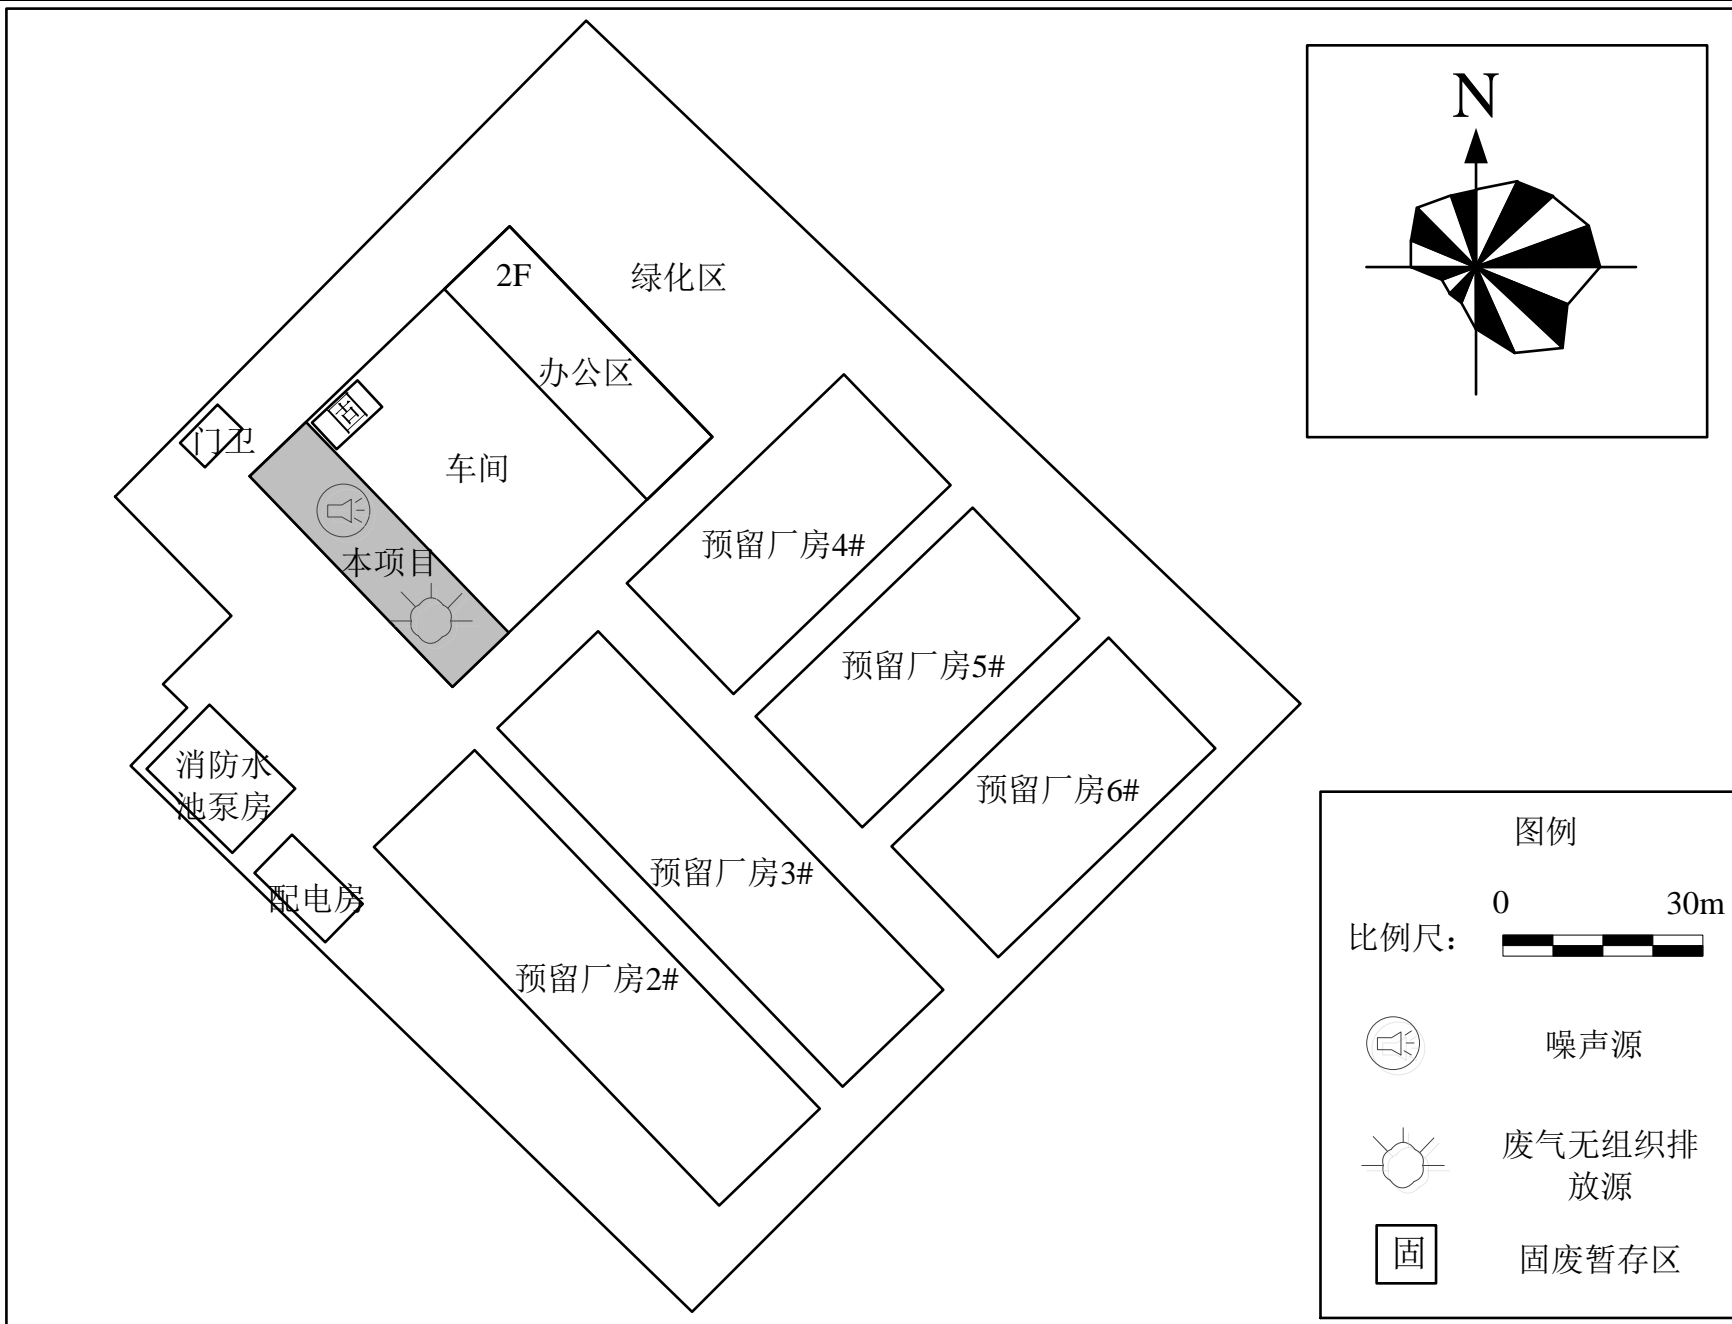 N
2F
绿化区
办公区
固
门卫
车间
本项目
预留厂房4#
预留厂房5#
预留厂房6#
消防水
池泵房
配电房
预留厂房3#
预留厂房2#
图例
0 30m
比例尺：
噪声源
废气无组织排
放源
固
固废暂存区